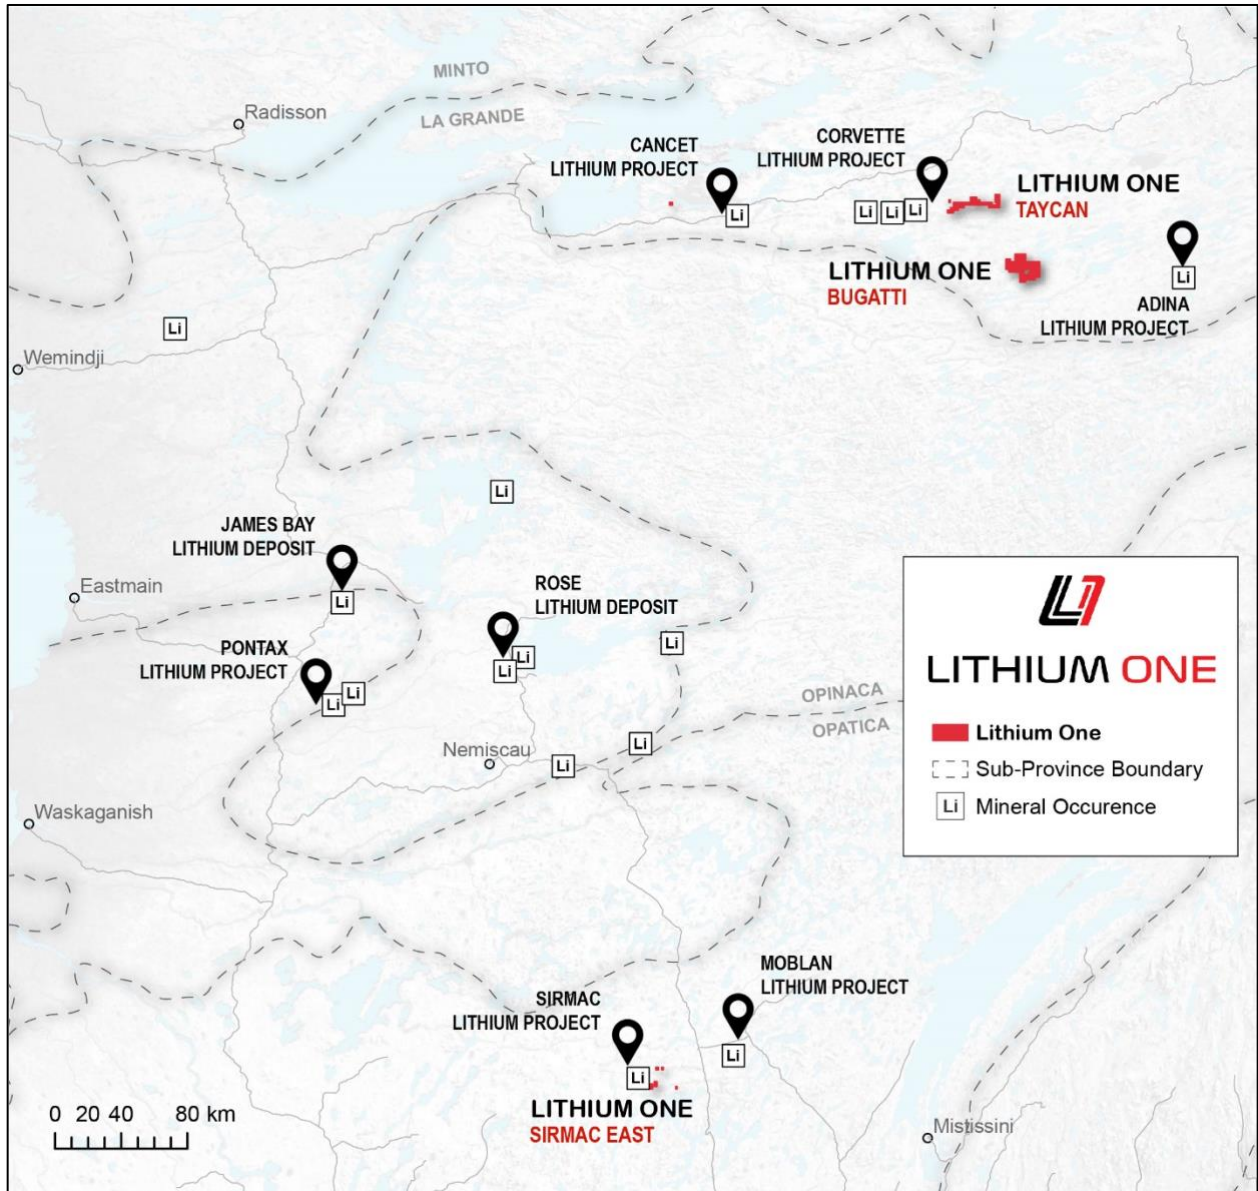 MINTO
Radisson
LA GRANDE
CANCET
LITHIUM PROJECT
CORVETTE
LITHIUM PROJECT
LITHIUM ONE
TAYCAN
Li
Li
Li
Li
LITHIUM ONE
BUGATTI
Li
ADINA
LITHIUM PROJECT
Li
Wemindji
Li
JAMES BAY
LITHIUM DEPOSIT
Eastmain
Li
ROSE
LITHIUM DEPOSIT
Li
Li
Li
PONTAX
LITHIUM PROJECT
Li
Li
OPINACA
OPATICA
Nemiscau
Li
Li
Waskaganish
LITHIUM ONE
Lithium One
Sub-Province Boundary
Li
Mineral Occurence
MOBLAN
LITHIUM PROJECT
Li
SIRMAC
LITHIUM PROJECT
Li
LITHIUM ONE
SIRMAC EAST
0 20 40 80 km
Mistissini